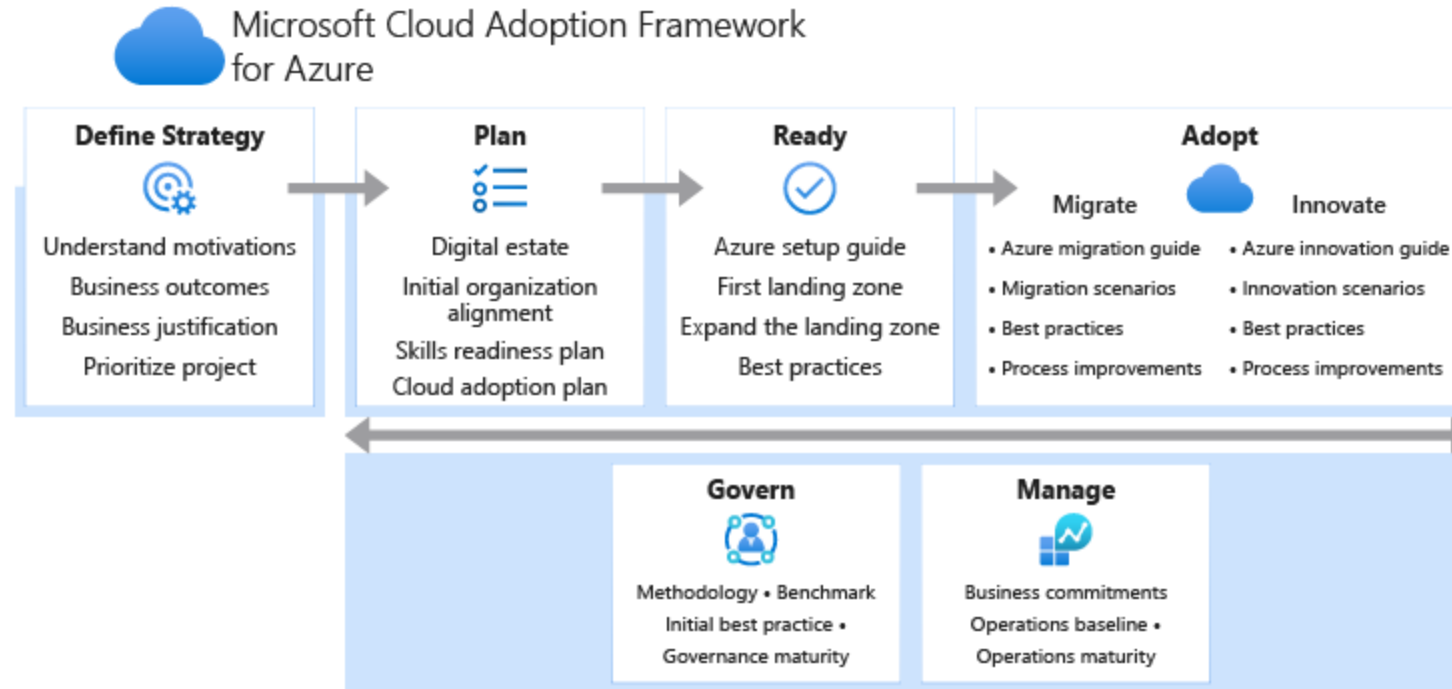 Microsoft Cloud Adoption Framework
for Azure
Define Strategy
Understand motivations
Business outcomes
Business justification
Prioritize project
Plan
Digital estate
Initial organization
alignment
Skills readiness plan
Cloud adoption plan
Ready
Azure setup guide
First landing zone
Expand the landing zone
Best practices
Adopt
Migrate
• Azure migration guide
• Migration scenarios
• Best practices
• Process improvements
Innovate
• Azure innovation guide
• Innovation scenarios
• Best practices
• Process improvements
Govern
Methodology • Benchmark
Initial best practice •
Governance maturity
Manage
Business commitments
Operations baseline •
Operations maturity